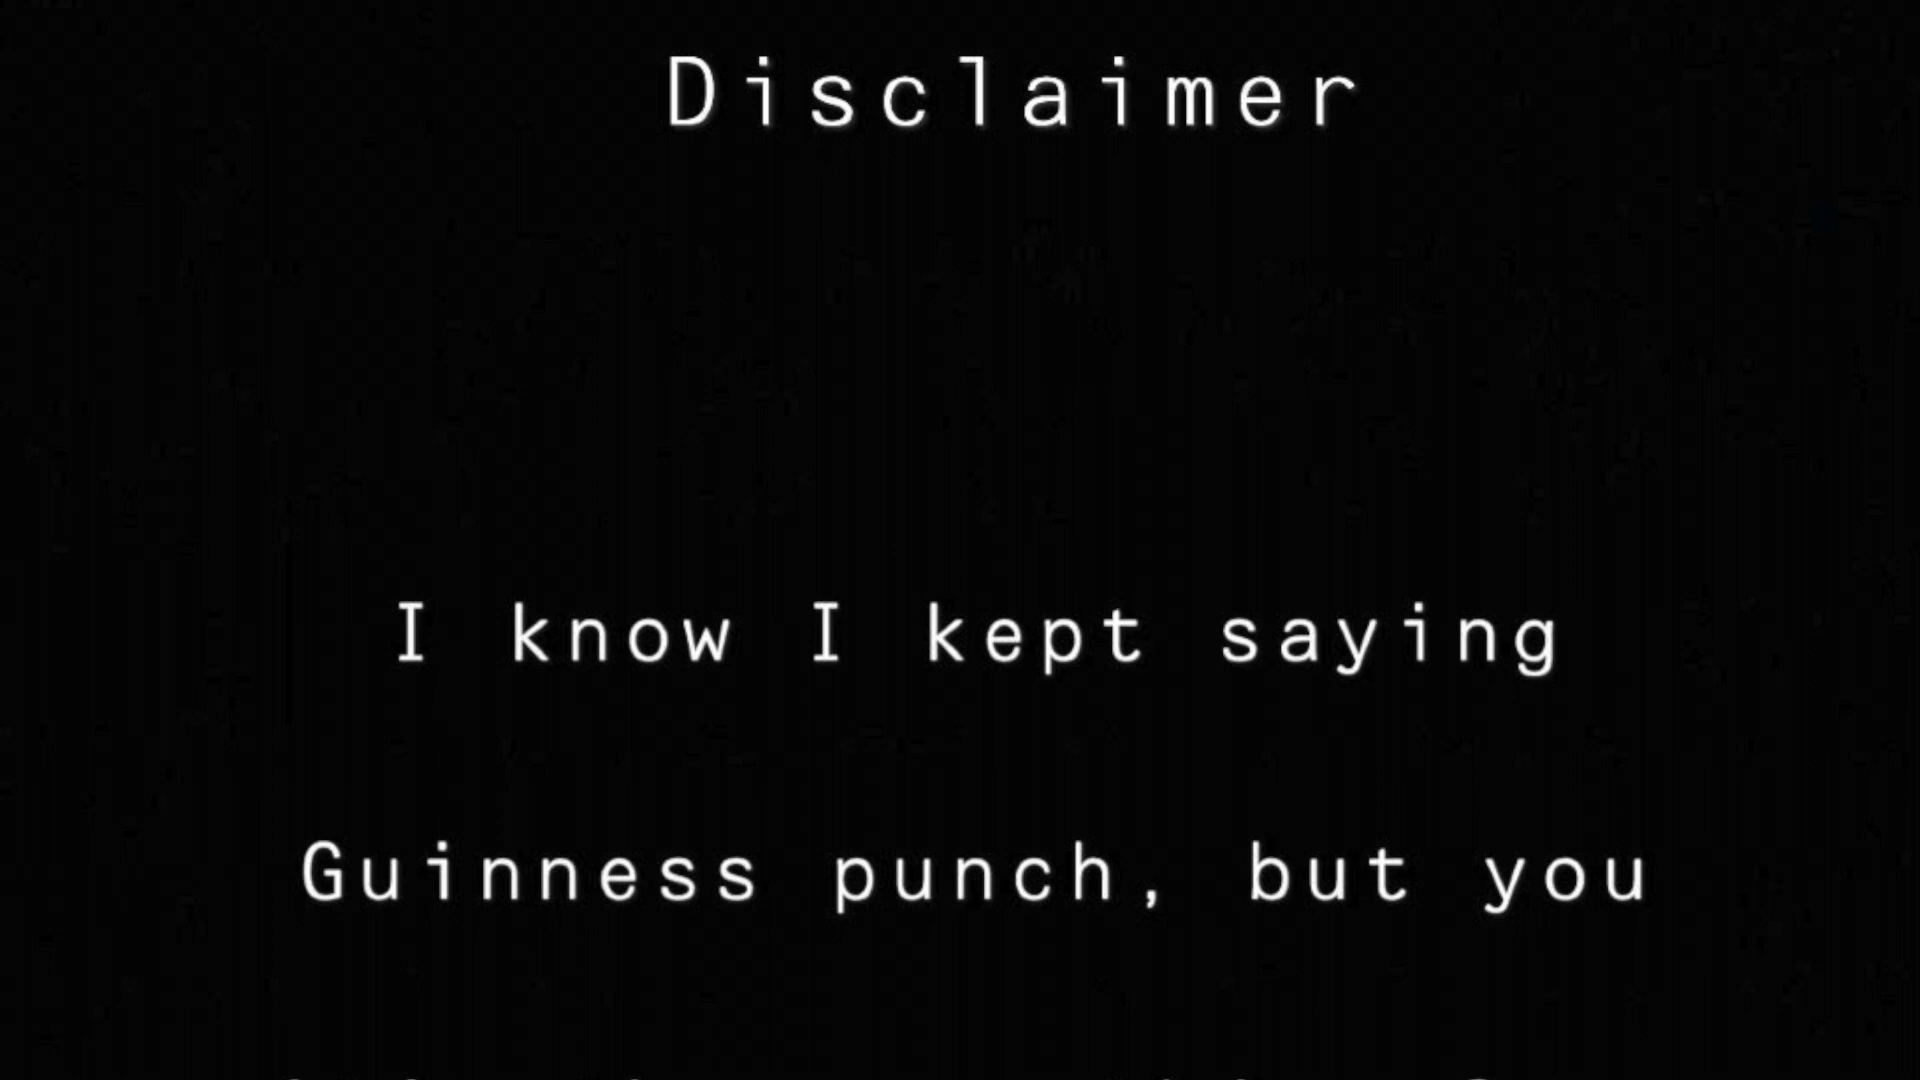 Disclaimer
I know I kept saying
Guinness punch, but you